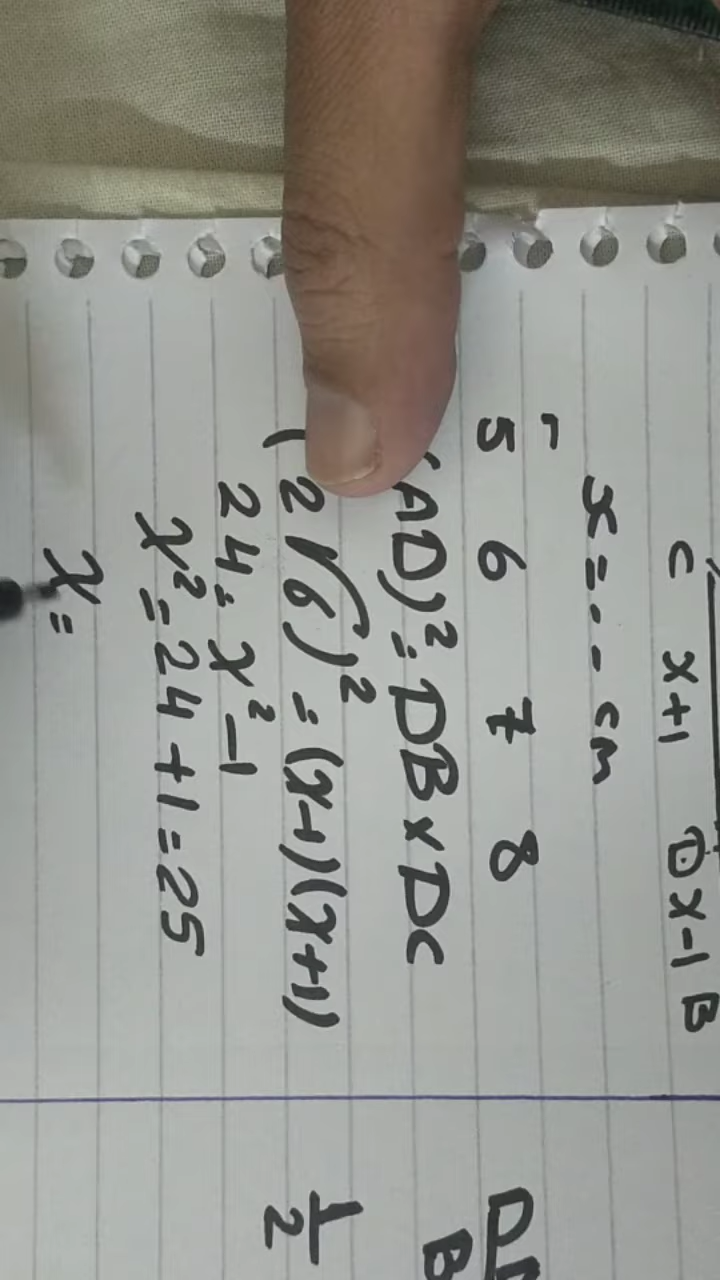 C x+1 D x-1 B
x = - - cm
5 6 7 8
(AD)² = DB × DC
(2√6)² = (x-1)(x+1)
24 = x² - 1
x² = 24 + 1 = 25
x =
1
2
B